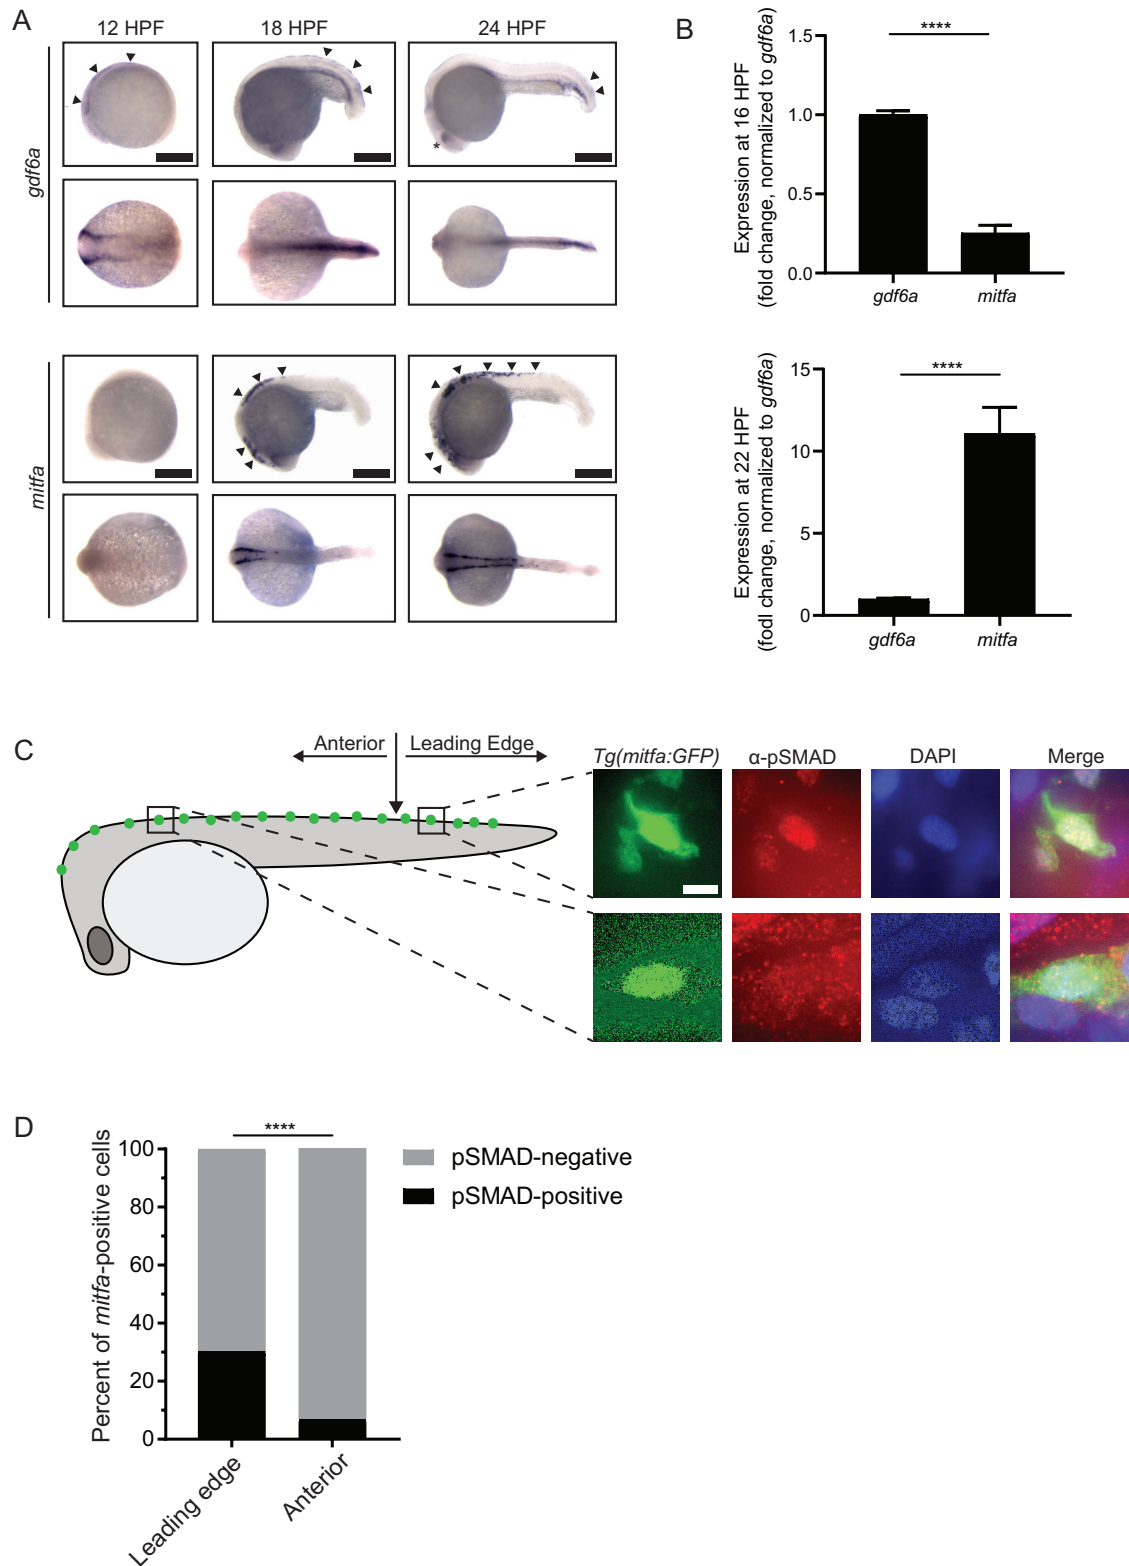 A
12 HPF 18 HPF 24 HPF
gdf6a
*
mitfa
B
****
Expression at 16 HPF
(fold change, normalized to gdf6a)
1.5
1.0
0.5
0.0
gdf6a mitfa
****
Expression at 22 HPF
(fodl change, normalized to gdf6a)
15
10
5
0
gdf6a mitfa
C
Anterior Leading Edge
Tg(mitfa:GFP) α-pSMAD DAPI Merge
D
****
Percent of mitfa-positive cells
100
80
60
40
20
0
Leading edge
Anterior
pSMAD-negative
pSMAD-positive